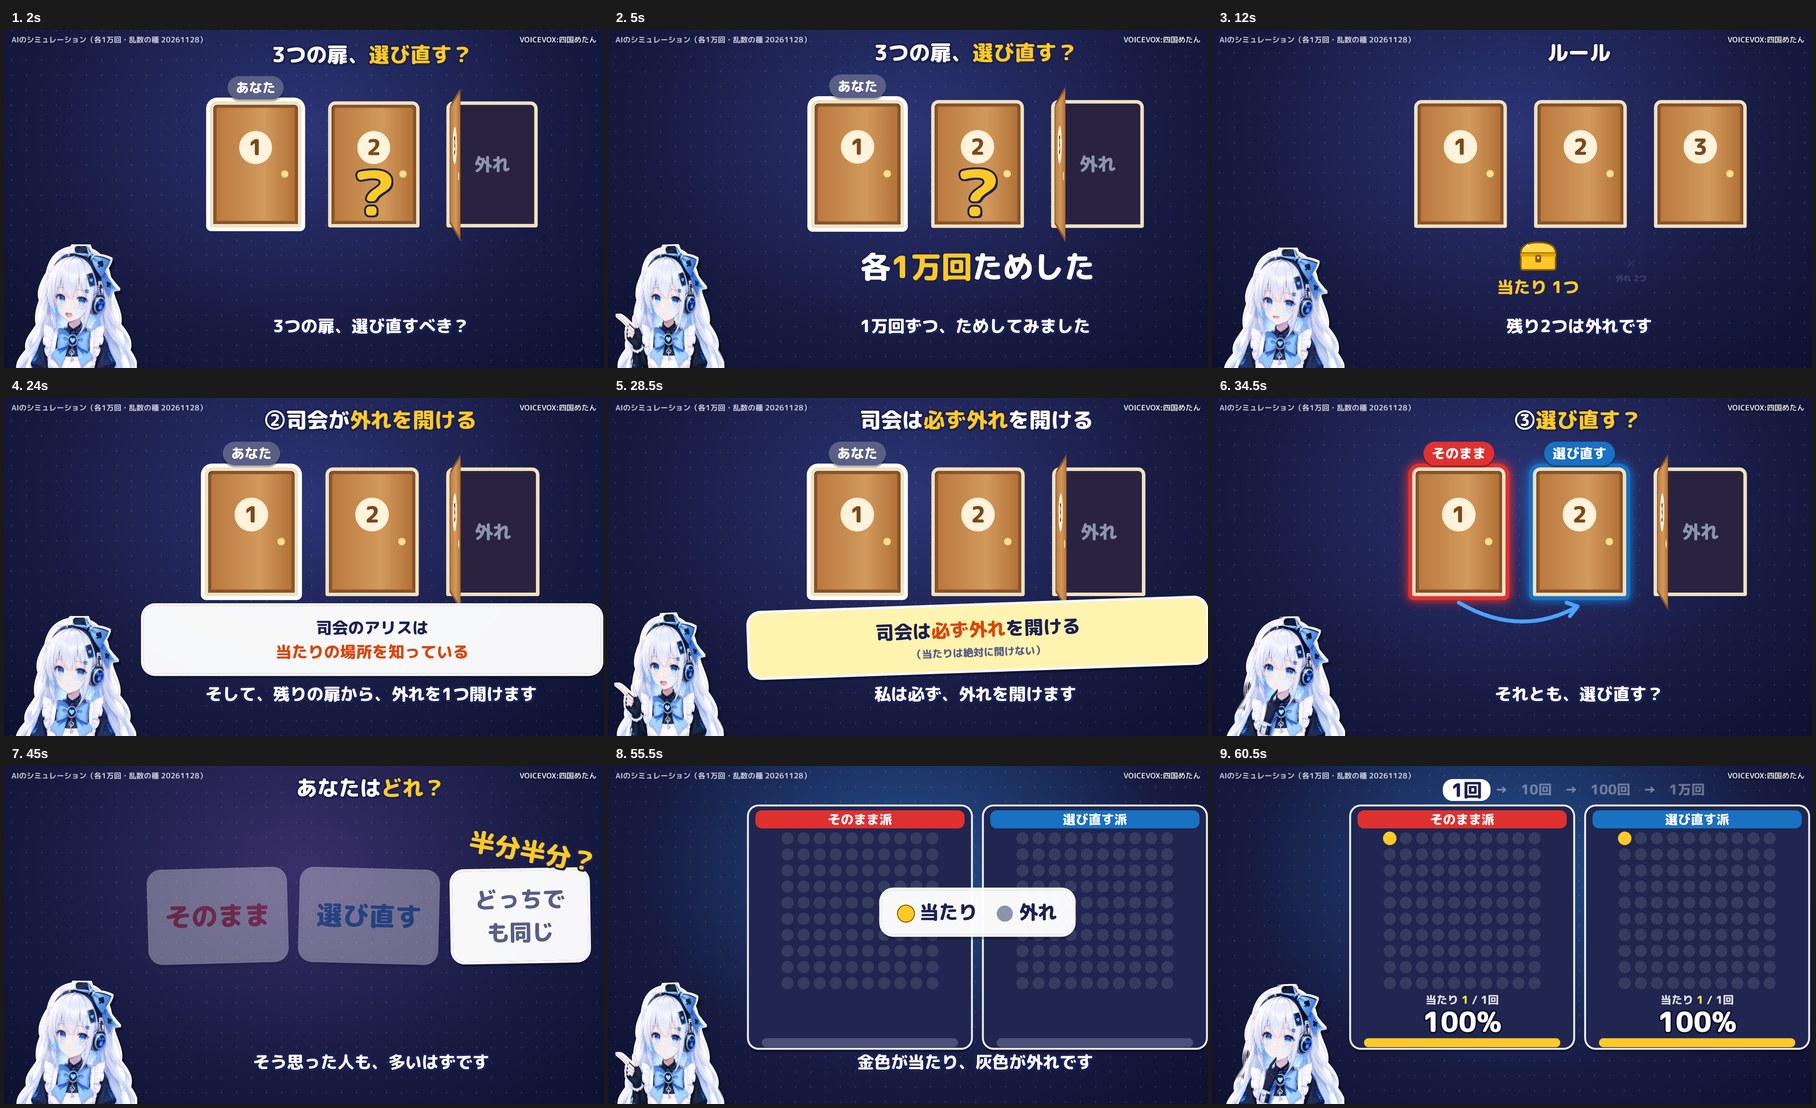 1. 2s
AIのシミュレーション（各1万回・乱数の種 20261128）
VOICEVOX:四国めたん
3つの扉、選び直す？
あなた
1
2
?
外れ
3つの扉、選び直すべき？
2. 5s
AIのシミュレーション（各1万回・乱数の種 20261128）
VOICEVOX:四国めたん
3つの扉、選び直す？
あなた
1
2
?
外れ
各1万回ためした
1万回ずつ、ためしてみました
3. 12s
AIのシミュレーション（各1万回・乱数の種 20261128）
VOICEVOX:四国めたん
ルール
1
2
3
当たり 1つ
外れ 2つ
残り2つは外れです
4. 24s
AIのシミュレーション（各1万回・乱数の種 20261128）
VOICEVOX:四国めたん
②司会が外れを開ける
あなた
1
2
外れ
司会のアリスは
当たりの場所を知っている
そして、残りの扉から、外れを1つ開けます
5. 28.5s
AIのシミュレーション（各1万回・乱数の種 20261128）
VOICEVOX:四国めたん
司会は必ず外れを開ける
あなた
1
2
外れ
司会は必ず外れを開ける
（当たりは絶対に開けない）
私は必ず、外れを開けます
6. 34.5s
AIのシミュレーション（各1万回・乱数の種 20261128）
VOICEVOX:四国めたん
③選び直す？
そのまま
選び直す
1
2
外れ
それとも、選び直す？
7. 45s
AIのシミュレーション（各1万回・乱数の種 20261128）
VOICEVOX:四国めたん
あなたはどれ？
半分半分？
そのまま
選び直す
どっちで
も同じ
そう思った人も、多いはずです
8. 55.5s
AIのシミュレーション（各1万回・乱数の種 20261128）
VOICEVOX:四国めたん
そのまま派
選び直す派
当たり 外れ
金色が当たり、灰色が外れです
9. 60.5s
AIのシミュレーション（各1万回・乱数の種 20261128）
VOICEVOX:四国めたん
1回 → 10回 → 100回 → 1万回
そのまま派
選び直す派
当たり 1 / 1回
100%
当たり 1 / 1回
100%